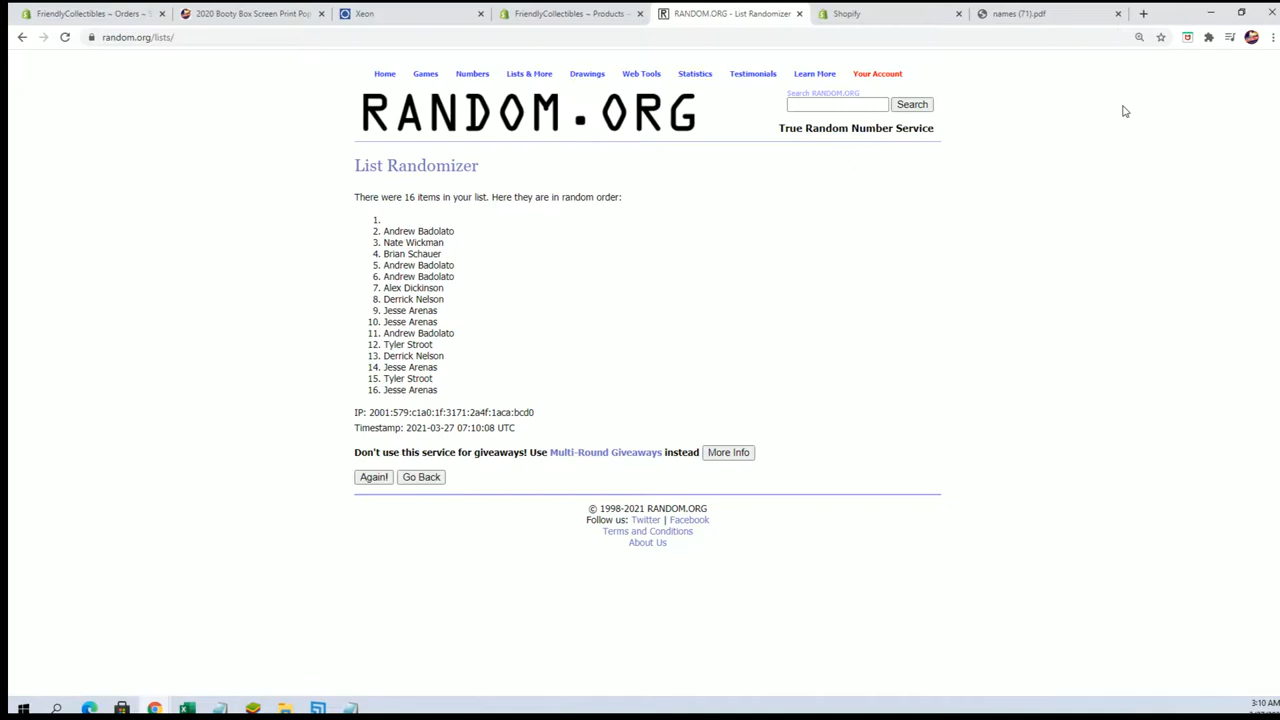 FriendlyCollectibles ~ Orders ~ S
2020 Booty Box Screen Print Pop
Xeon
FriendlyCollectibles ~ Products ~
RANDOM.ORG - List Randomizer
Shopify
names (71).pdf
random.org/lists/
Home Games Numbers Lists & More Drawings Web Tools Statistics Testimonials Learn More Your Account
Search RANDOM.ORG
RANDOM.ORG
Search
True Random Number Service
List Randomizer
There were 16 items in your list. Here they are in random order:
1.
2. Andrew Badolato
3. Nate Wickman
4. Brian Schauer
5. Andrew Badolato
6. Andrew Badolato
7. Alex Dickinson
8. Derrick Nelson
9. Jesse Arenas
10. Jesse Arenas
11. Andrew Badolato
12. Tyler Stroot
13. Derrick Nelson
14. Jesse Arenas
15. Tyler Stroot
16. Jesse Arenas
IP: 2001:579:c1a0:1f:3171:2a4f:1aca:bcd0
Timestamp: 2021-03-27 07:10:08 UTC
Don't use this service for giveaways! Use Multi-Round Giveaways instead More Info
Again! Go Back
© 1998-2021 RANDOM.ORG
Follow us: Twitter | Facebook
Terms and Conditions
About Us
3:10 AM